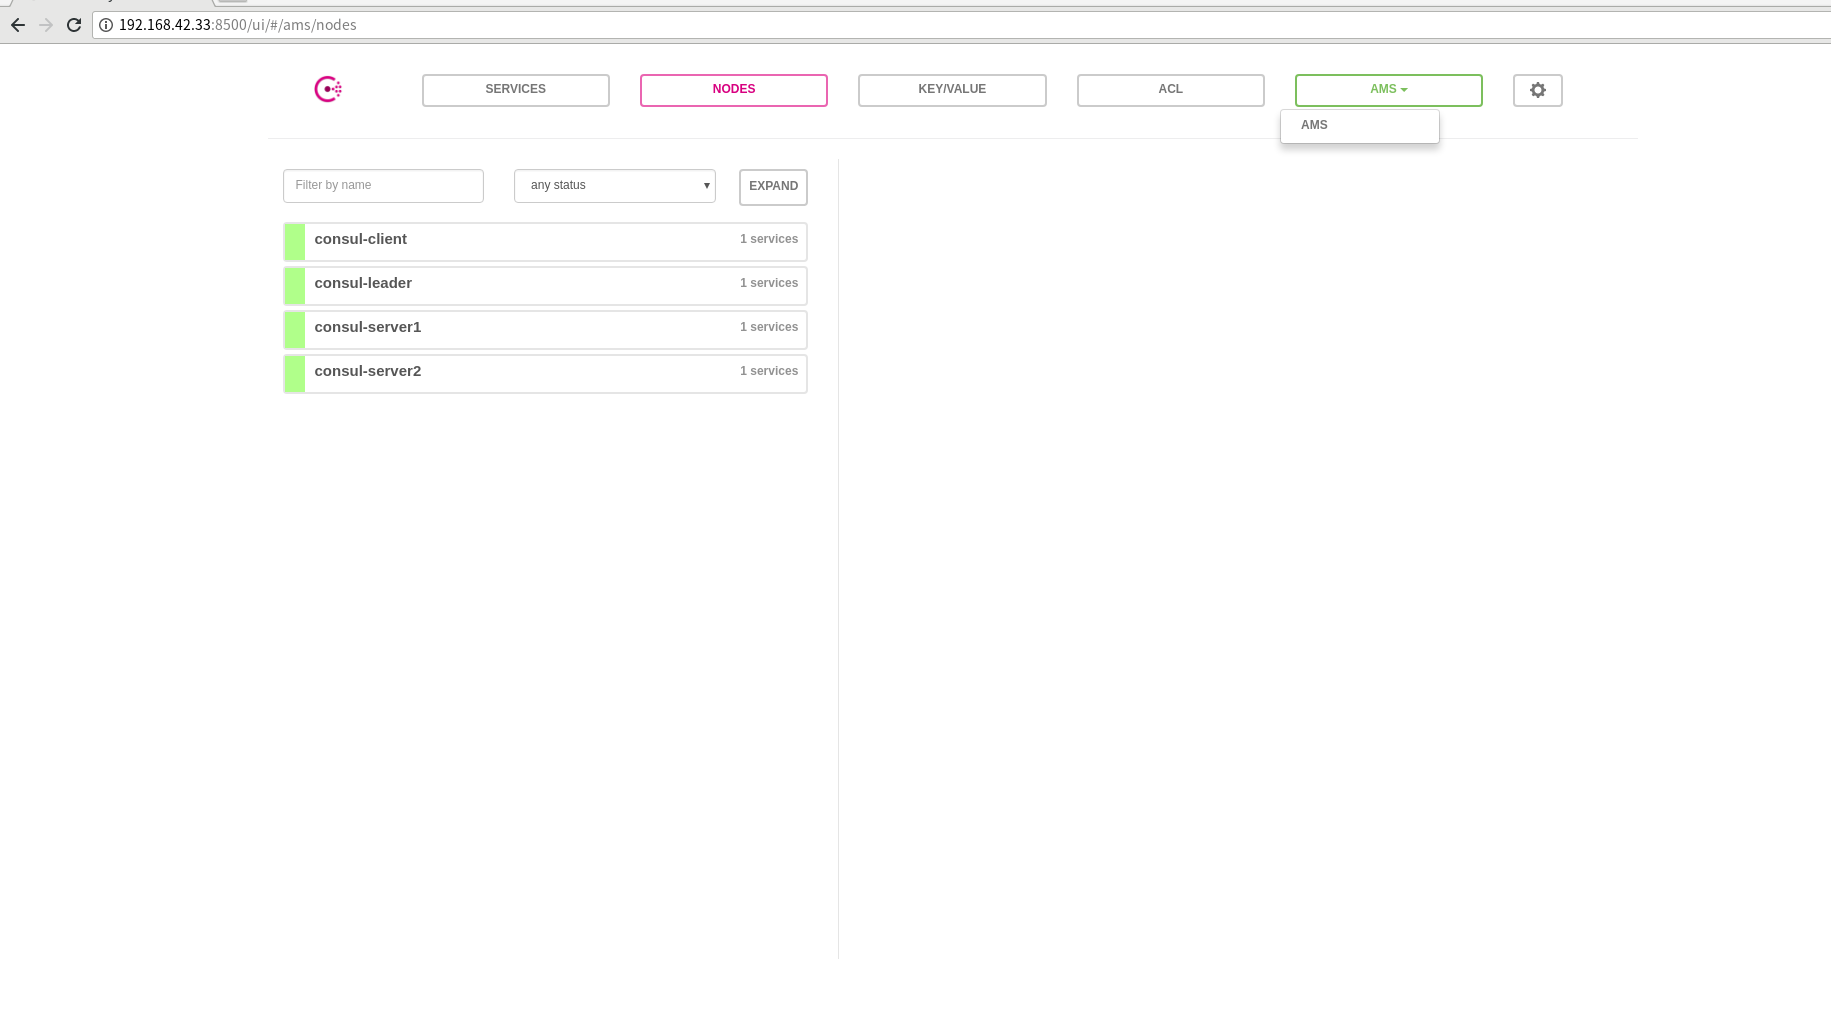 192.168.42.33:8500/ui/#/ams/nodes
SERVICES
NODES
KEY/VALUE
ACL
AMS
AMS
Filter by name
any status
EXPAND
consul-client 1 services
consul-leader 1 services
consul-server1 1 services
consul-server2 1 services